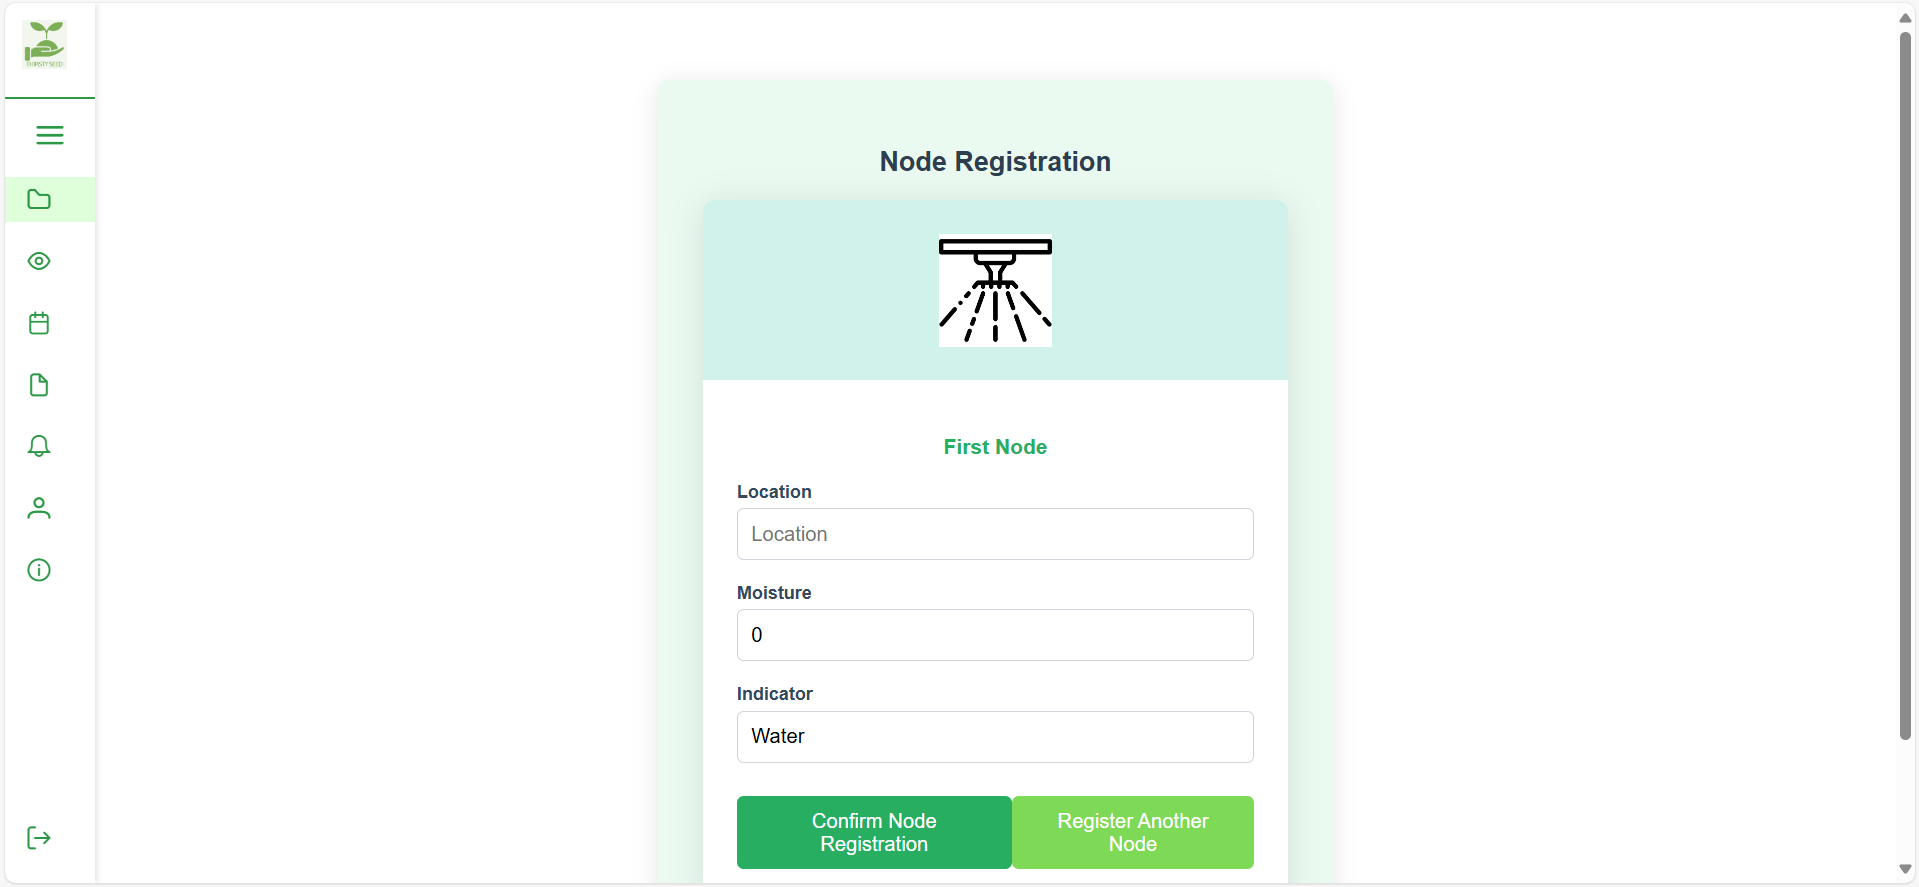 THIRSTY SEED
Node Registration
First Node
Location
Location
Moisture
0
Indicator
Water
Confirm Node
Registration
Register Another
Node